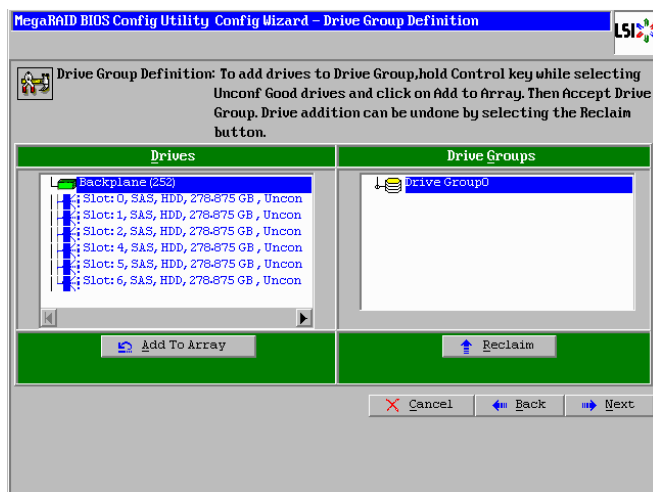 MegaRAID BIOS Config Utility Config Wizard – Drive Group Definition
LSI
Drive Group Definition: To add drives to Drive Group,hold Control key while selecting
Unconf Good drives and click on Add to Array. Then Accept Drive
Group. Drive addition can be undone by selecting the Reclaim
button.
Drives
Drive Groups
Backplane (252)
Drive Group0
Slot: 0, SAS, HDD, 278.875 GB , Uncon
Slot: 1, SAS, HDD, 278.875 GB , Uncon
Slot: 2, SAS, HDD, 278.875 GB , Uncon
Slot: 4, SAS, HDD, 278.875 GB , Uncon
Slot: 5, SAS, HDD, 278.875 GB , Uncon
Slot: 6, SAS, HDD, 278.875 GB , Uncon
Add To Array
Reclaim
Cancel
Back
Next